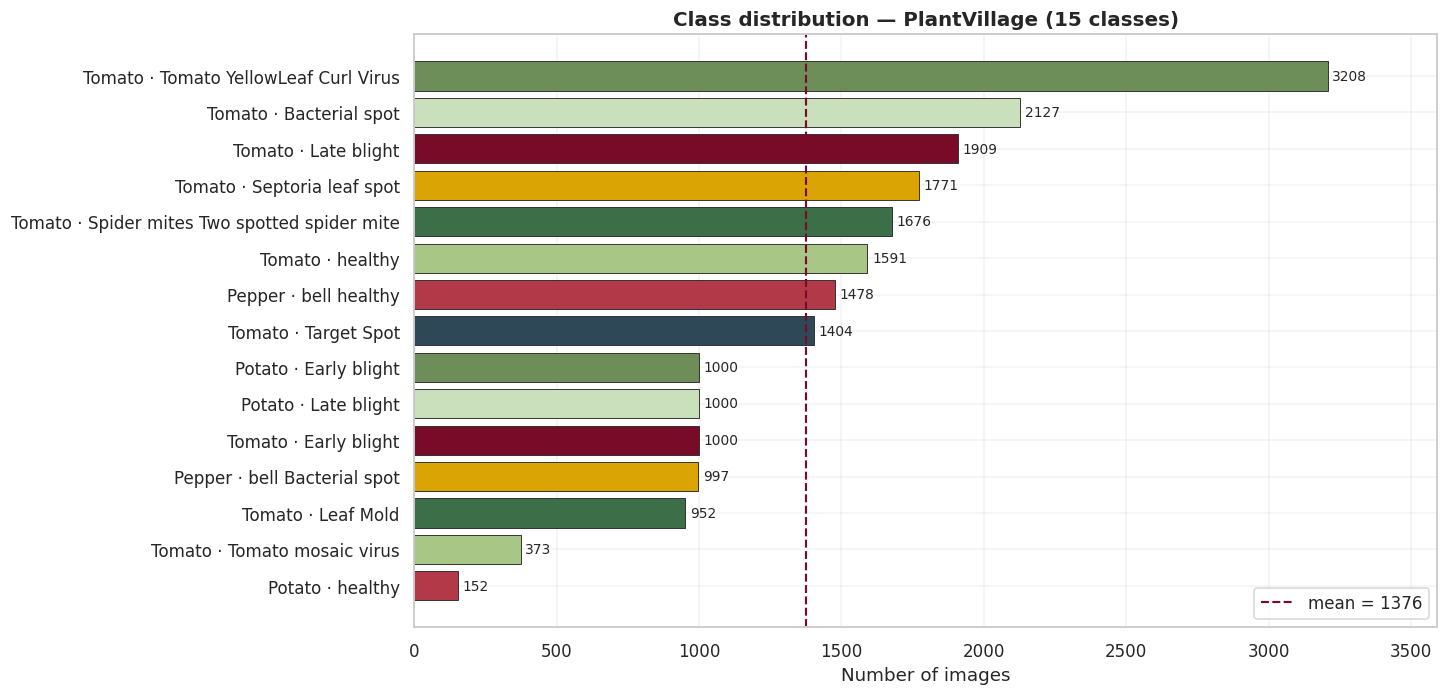 Class distribution — PlantVillage (15 classes)
Tomato · Tomato YellowLeaf Curl Virus 3208
Tomato · Bacterial spot 2127
Tomato · Late blight 1909
Tomato · Septoria leaf spot 1771
Tomato · Spider mites Two spotted spider mite 1676
Tomato · healthy 1591
Pepper · bell healthy 1478
Tomato · Target Spot 1404
Potato · Early blight 1000
Potato · Late blight 1000
Tomato · Early blight 1000
Pepper · bell Bacterial spot 997
Tomato · Leaf Mold 952
Tomato · Tomato mosaic virus 373
Potato · healthy 152
mean = 1376
0 500 1000 1500 2000 2500 3000 3500
Number of images